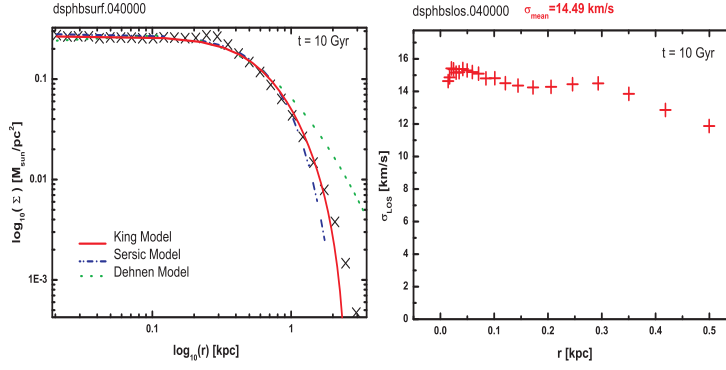 dsphbsurf.040000
t = 10 Gyr
0.1
0.01
1E-3
log10(Σ) [Msun/pc2]
King Model
Sersic Model
Dehnen Model
0.1
1
log10(r) [kpc]
dsphbslos.040000 σmean=14.49 km/s
t = 10 Gyr
16
14
12
10
8
6
4
2
0
σLOS [km/s]
0.0 0.1 0.2 0.3 0.4 0.5
r [kpc]